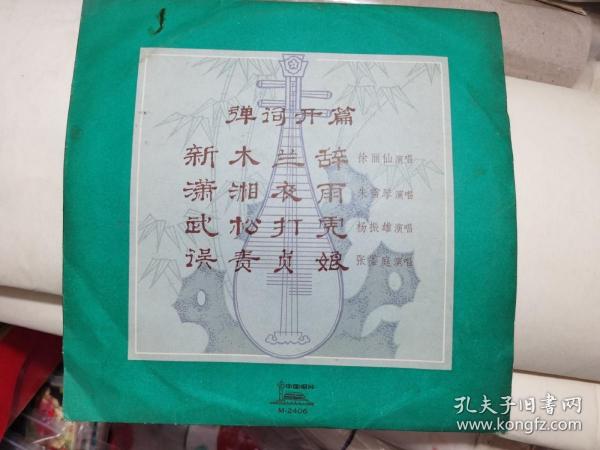 弹词开篇
新木兰辞 徐丽仙演唱
潇湘夜雨 朱雪琴演唱
武松打虎 杨振雄演唱
误责贞娘 张鉴庭演唱
中国唱片
M-2406
孔夫子旧书网
www.kongfz.com